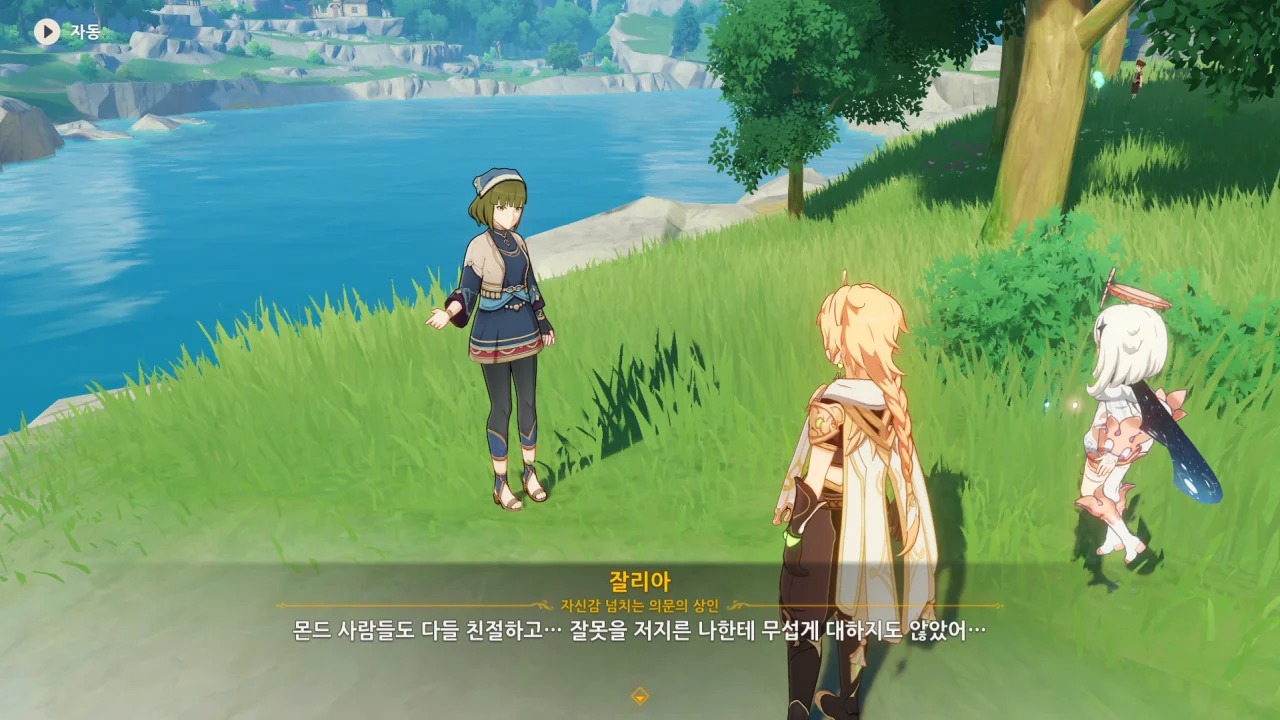 자동
잘리아
자신감 넘치는 의문의 상인
몬드 사람들도 다들 친절하고… 잘못을 저지른 나한테 무섭게 대하지도 않았어…